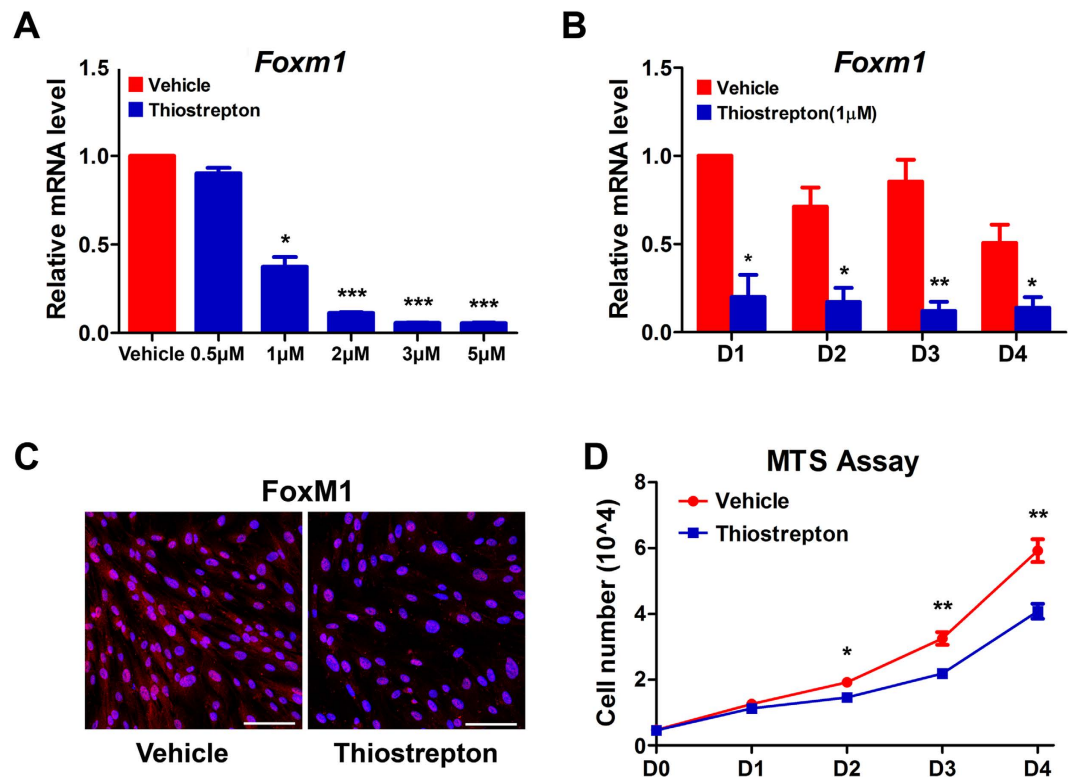 A
Foxm1
Relative mRNA level
1.5
1.0
0.5
0.0
Vehicle
Thiostrepton
*
***
***
***
Vehicle 0.5µM 1µM 2µM 3µM 5µM
B
Foxm1
Relative mRNA level
1.5
1.0
0.5
0.0
Vehicle
Thiostrepton(1µM)
*
*
**
*
D1 D2 D3 D4
C
FoxM1
Vehicle Thiostrepton
D
MTS Assay
Cell number (10^4)
8
6
4
2
0
Vehicle
Thiostrepton
*
**
**
D0 D1 D2 D3 D4